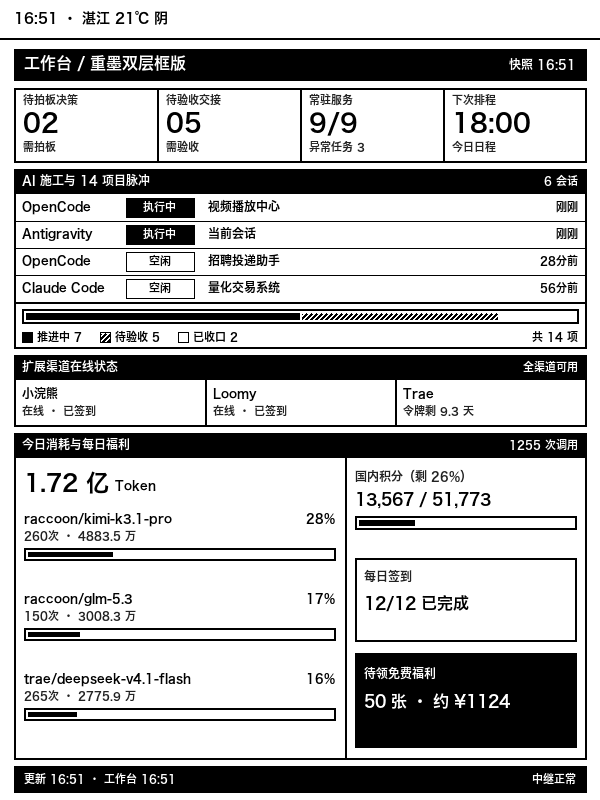 16:51 · 湛江 21℃ 阴
工作台 / 重墨双层框版 快照 16:51
待拍板决策 待验收交接 常驻服务 下次排程
02 05 9/9 18:00
需拍板 需验收 异常任务 3 今日日程
AI 施工与 14 项目脉冲 6 会话
OpenCode 执行中 视频播放中心 刚刚
Antigravity 执行中 当前会话 刚刚
OpenCode 空闲 招聘投递助手 28分前
Claude Code 空闲 量化交易系统 56分前
推进中 7 待验收 5 已收口 2 共 14 项
扩展渠道在线状态 全渠道可用
小浣熊 Loomy Trae
在线 · 已签到 在线 · 已签到 令牌剩 9.3 天
今日消耗与每日福利 1255 次调用
1.72 亿 Token
raccoon/kimi-k3.1-pro 28%
260次 · 4883.5 万
raccoon/glm-5.3 17%
150次 · 3008.3 万
trae/deepseek-v4.1-flash 16%
265次 · 2775.9 万
国内积分（剩 26%）
13,567 / 51,773
每日签到
12/12 已完成
待领免费福利
50 张 · 约 ¥1124
更新 16:51 · 工作台 16:51 中继正常